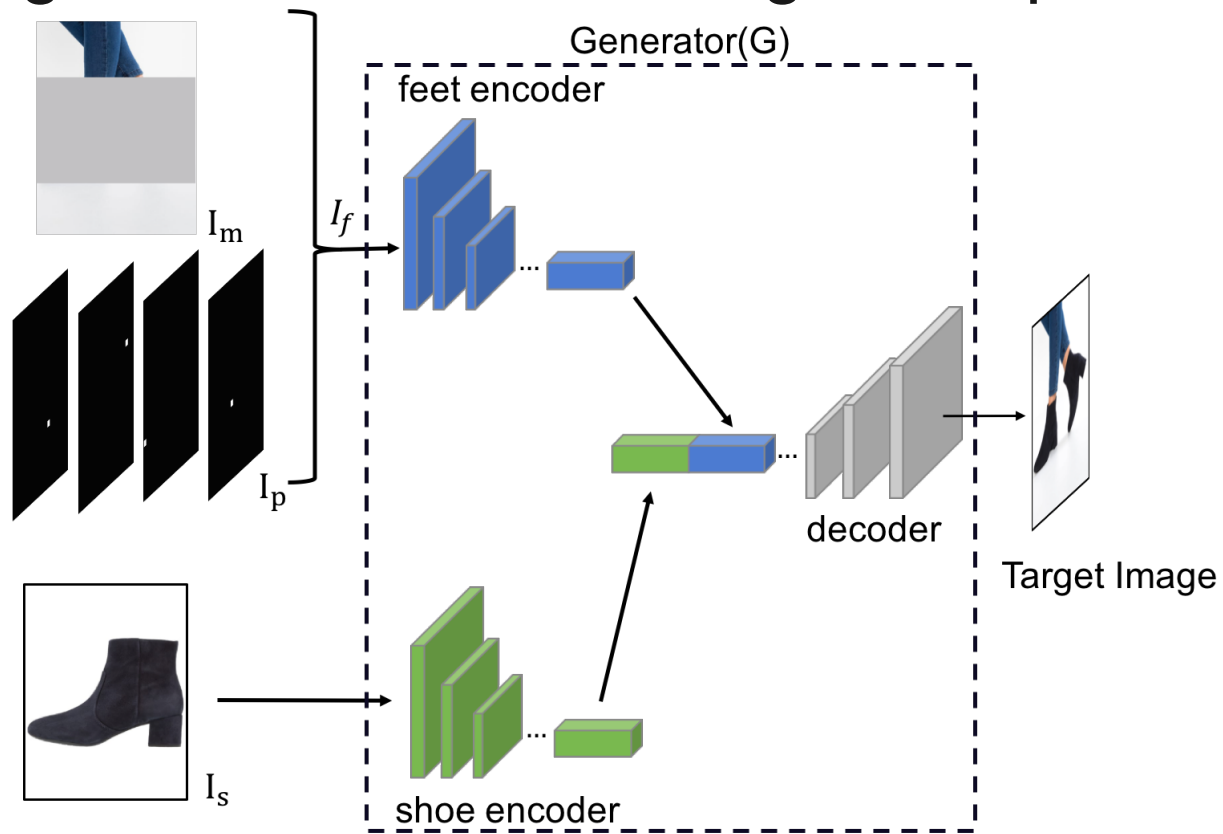 Generator(G)
feet encoder
I_m
I_f
...
I_p
...
decoder
Target Image
I_s
...
shoe encoder